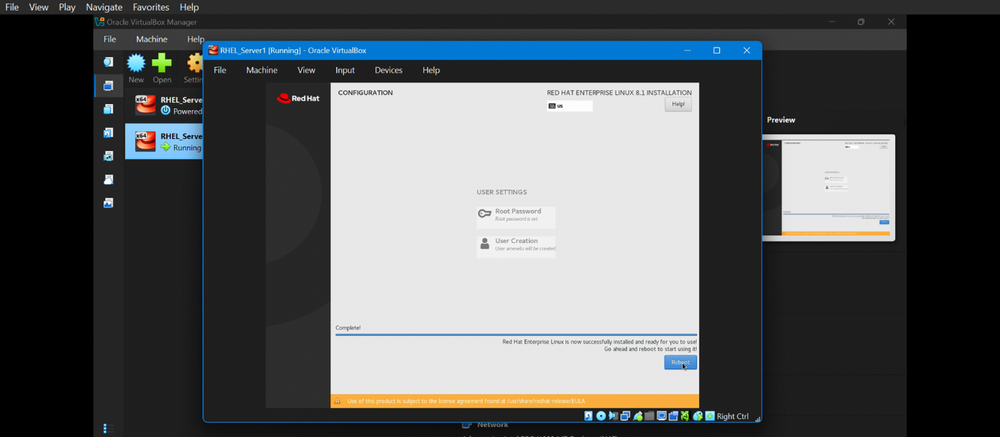 File View Play Navigate Favorites Help
Oracle VirtualBox Manager
File Machine Help
New Open
x64 RHEL_Serve
Powered
x64 RHEL_Serve
Running
RHEL_Server1 [Running] - Oracle VirtualBox
File Machine View Input Devices Help
Red Hat
CONFIGURATION
RED HAT ENTERPRISE LINUX 8.1 INSTALLATION
us
Help!
USER SETTINGS
Root Password
Root password is set
User Creation
User ameselu will be created
Complete!
Red Hat Enterprise Linux is now successfully installed and ready for you to use!
Go ahead and reboot to start using it!
Reboot
Use of this product is subject to the license agreement found at /usr/share/redhat-release/EULA
Right Ctrl
Preview
Network